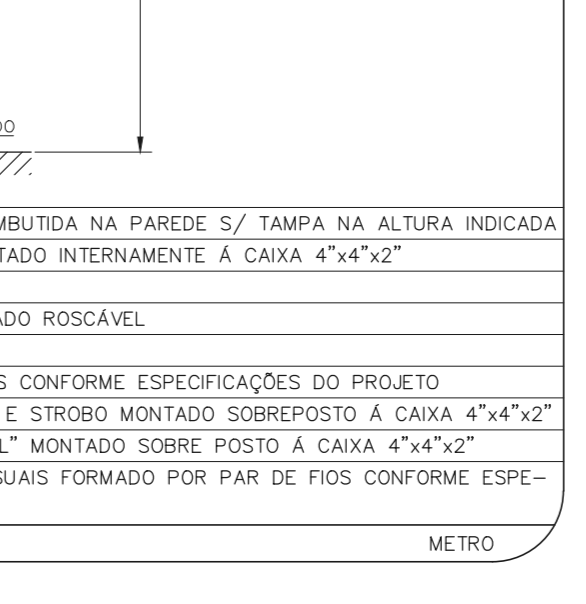 MBUTIDA NA PAREDE S/ TAMPA NA ALTURA INDICADA
TADO INTERNAMENTE Á CAIXA 4”x4”x2”
ADO ROSCÁVEL
S CONFORME ESPECIFICAÇÕES DO PROJETO
E STROBO MONTADO SOBREPOSTO Á CAIXA 4”x4”x2”
L” MONTADO SOBRE POSTO Á CAIXA 4”x4”x2”
SUAIS FORMADO POR PAR DE FIOS CONFORME ESPE–
METRO